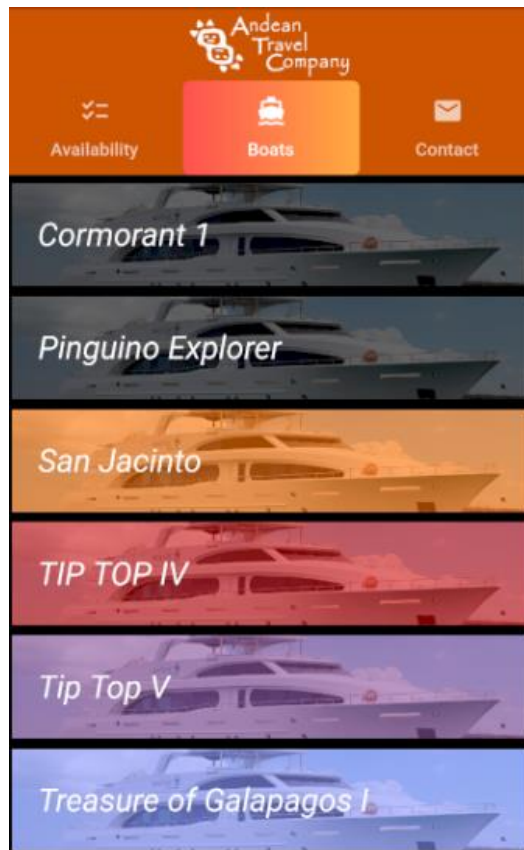 Andean
Travel
Company
Availability
Boats
Contact
Cormorant 1
Pinguino Explorer
San Jacinto
TIP TOP IV
Tip Top V
Treasure of Galapagos I